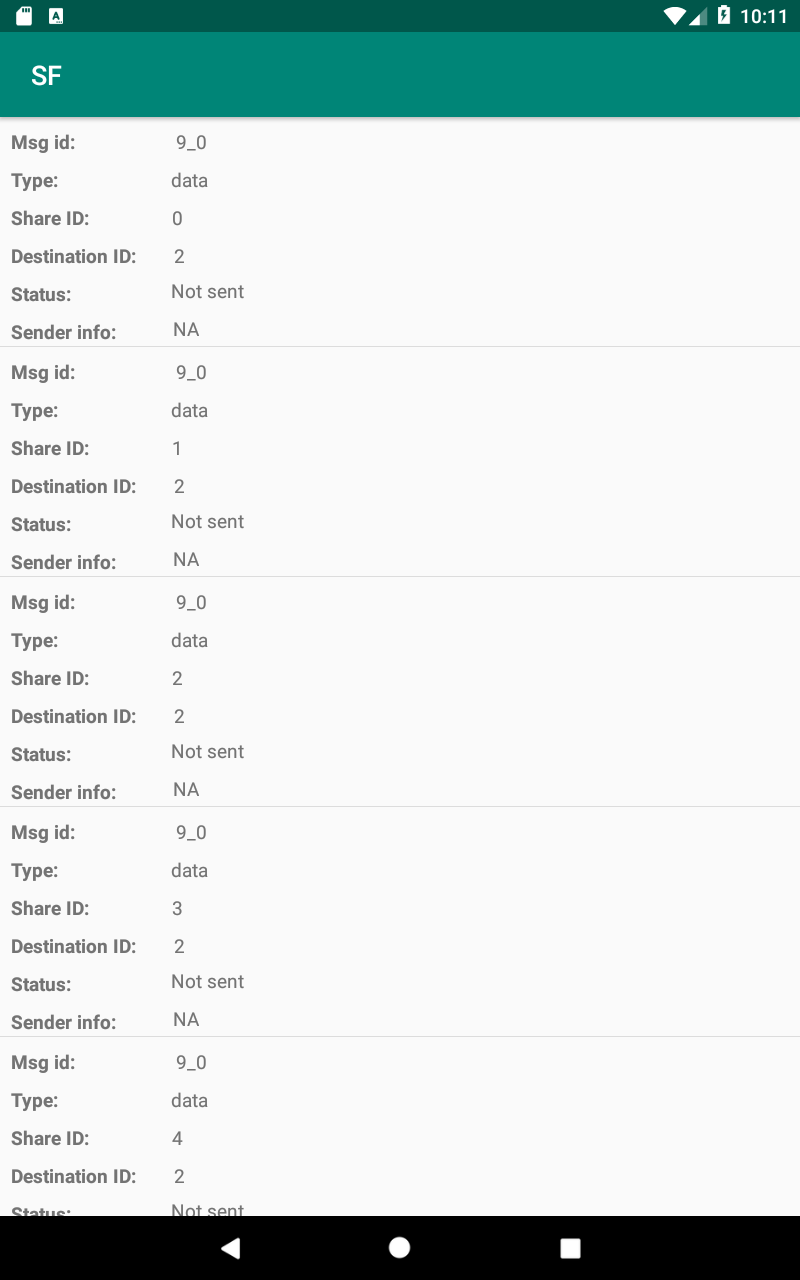 10:11
SF
Msg id: 9_0
Type: data
Share ID: 0
Destination ID: 2
Status: Not sent
Sender info: NA
Msg id: 9_0
Type: data
Share ID: 1
Destination ID: 2
Status: Not sent
Sender info: NA
Msg id: 9_0
Type: data
Share ID: 2
Destination ID: 2
Status: Not sent
Sender info: NA
Msg id: 9_0
Type: data
Share ID: 3
Destination ID: 2
Status: Not sent
Sender info: NA
Msg id: 9_0
Type: data
Share ID: 4
Destination ID: 2
Status: Not sent